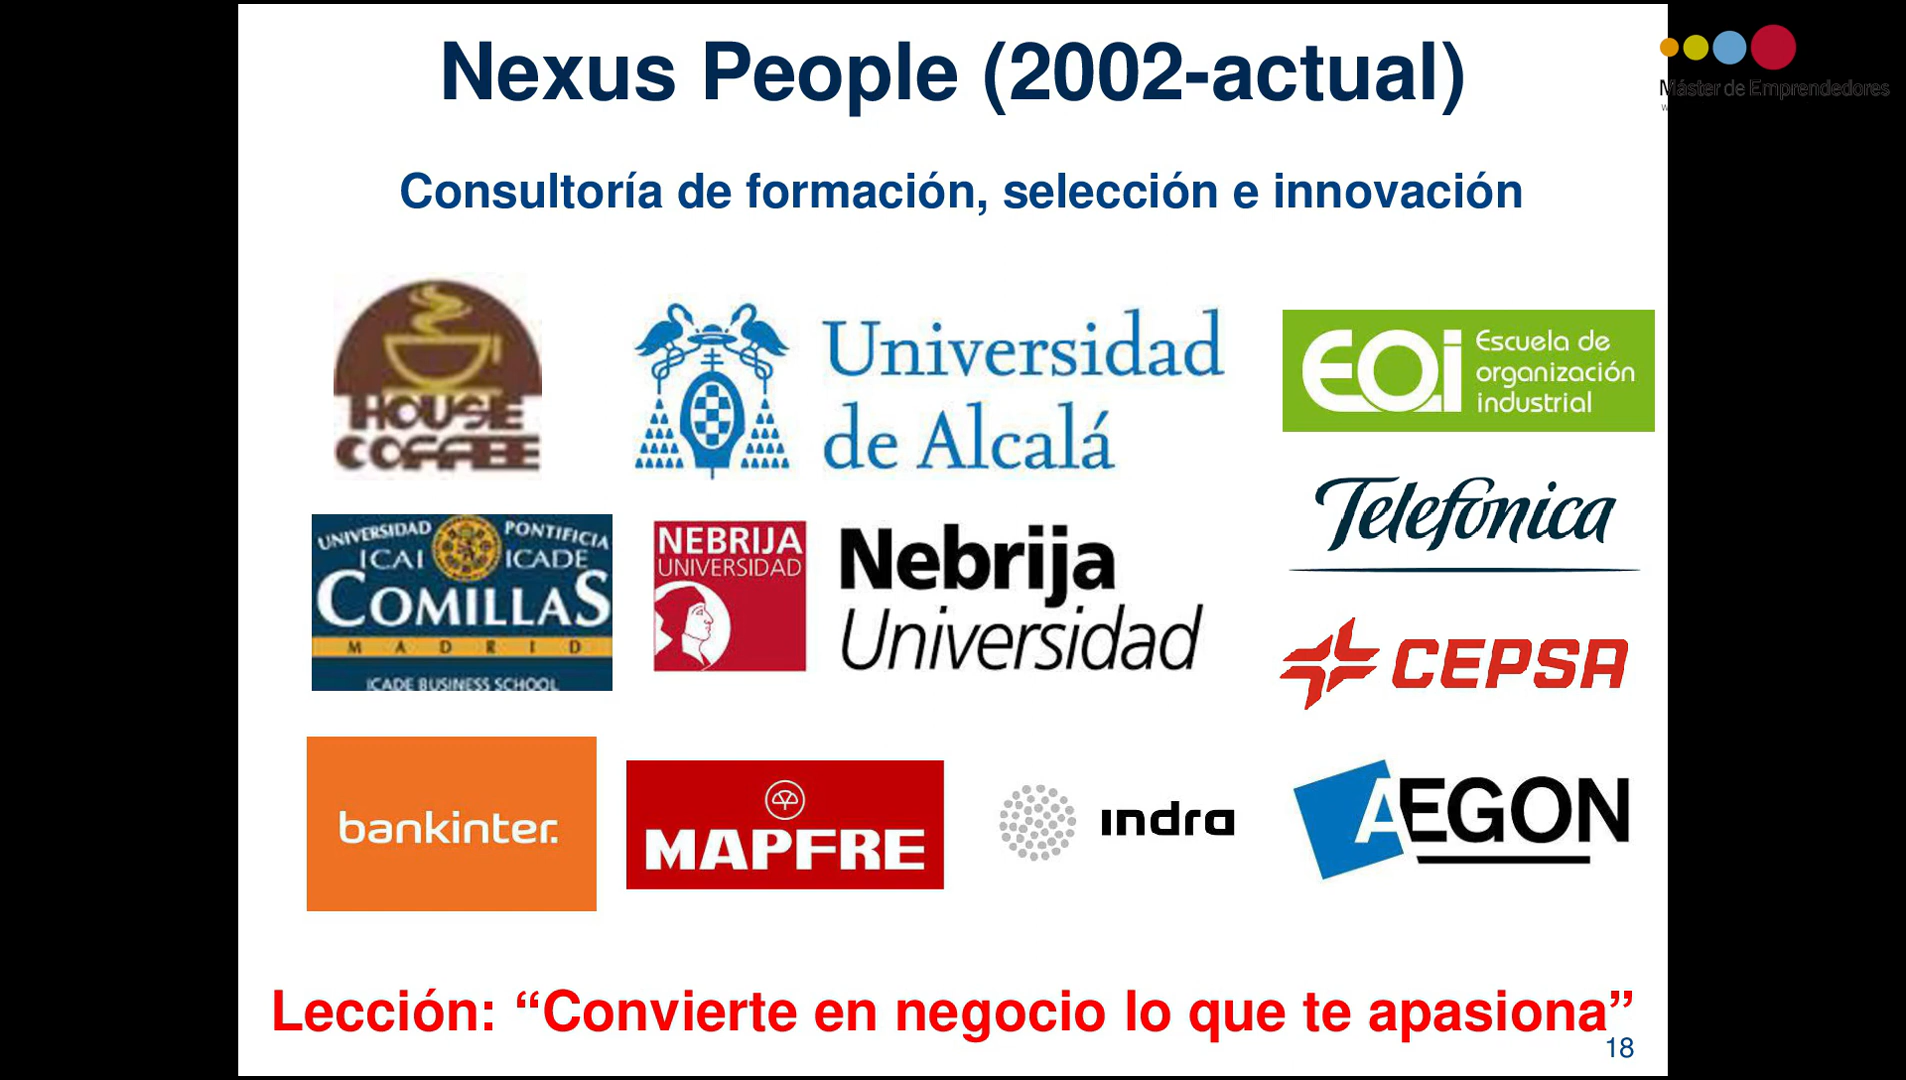 Nexus People (2002-actual)
Máster de Emprendedores
Consultoría de formación, selección e innovación
HOUSE
COFFEE
Universidad
de Alcalá
EOi
Escuela de
organización
industrial
Telefónica
UNIVERSIDAD PONTIFICIA
ICAI ICADE
COMILLAS
MADRID
ICADE BUSINESS SCHOOL
NEBRIJA
UNIVERSIDAD
Nebrija
Universidad
CEPSA
bankinter.
MAPFRE
indra
AEGON
Lección: “Convierte en negocio lo que te apasiona”
18